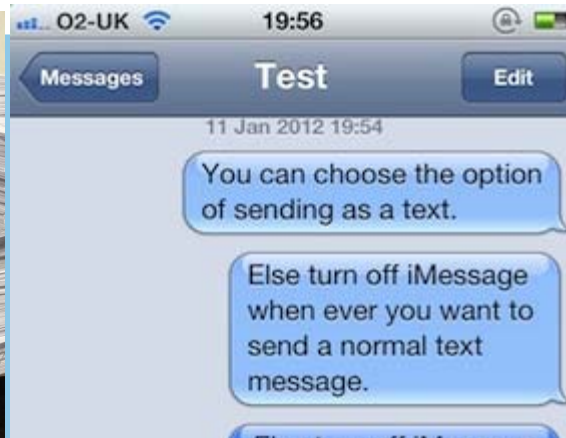 O2-UK 19:56
Messages Test Edit
11 Jan 2012 19:54
You can choose the option
of sending as a text.
Else turn off iMessage
when ever you want to
send a normal text
message.